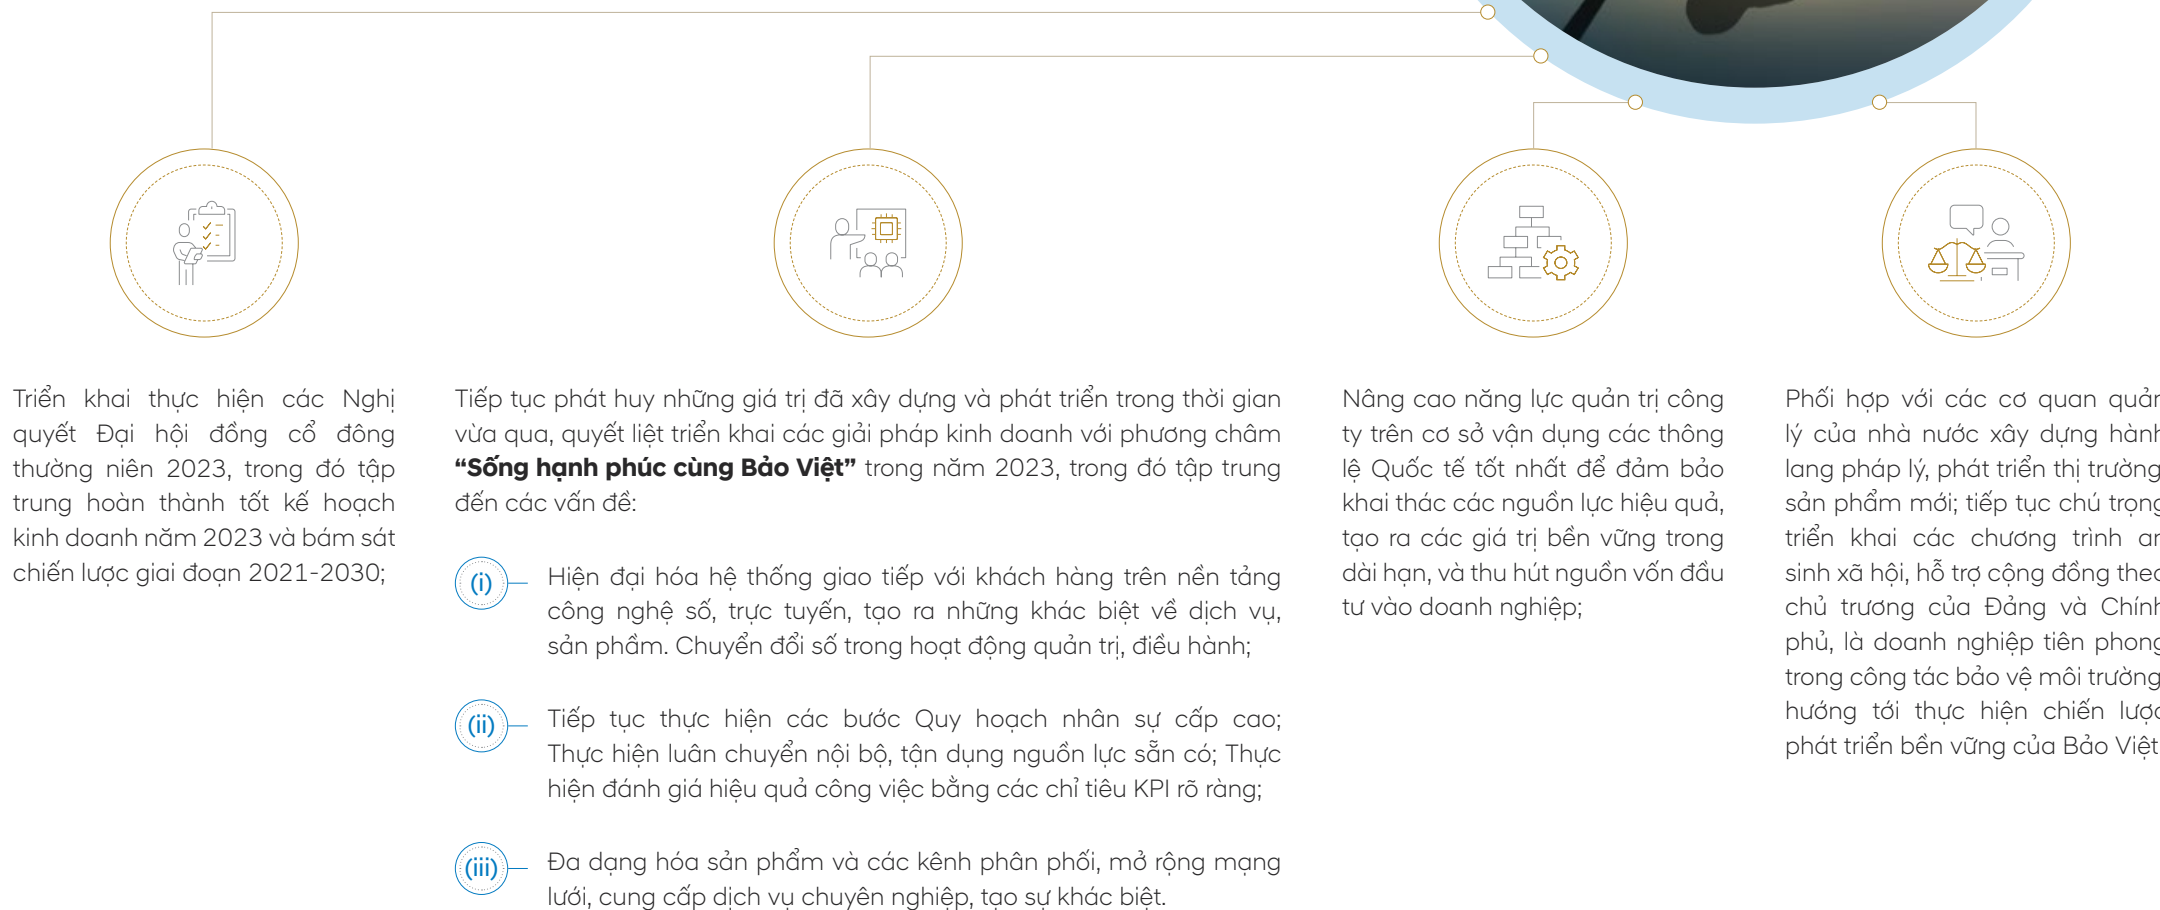 Triển khai thực hiện các Nghị
quyết Đại hội đồng cổ đông
thường niên 2023, trong đó tập
trung hoàn thành tốt kế hoạch
kinh doanh năm 2023 và bám sát
chiến lược giai đoạn 2021-2030;
Tiếp tục phát huy những giá trị đã xây dựng và phát triển trong thời gian
vừa qua, quyết liệt triển khai các giải pháp kinh doanh với phương châm
“Sống hạnh phúc cùng Bảo Việt” trong năm 2023, trong đó tập trung
đến các vấn đề:
(i) Hiện đại hóa hệ thống giao tiếp với khách hàng trên nền tảng
công nghệ số, trực tuyến, tạo ra những khác biệt về dịch vụ,
sản phầm. Chuyển đổi số trong hoạt động quản trị, điều hành;
(ii) Tiếp tục thực hiện các bước Quy hoạch nhân sự cấp cao;
Thực hiện luân chuyển nội bộ, tận dụng nguồn lực sẵn có; Thực
hiện đánh giá hiệu quả công việc bằng các chỉ tiêu KPI rõ ràng;
(iii) Đa dạng hóa sản phẩm và các kênh phân phối, mở rộng mạng
lưới, cung cấp dịch vụ chuyên nghiệp, tạo sự khác biệt.
Nâng cao năng lực quản trị công
ty trên cơ sở vận dụng các thông
lệ Quốc tế tốt nhất để đảm bảo
khai thác các nguồn lực hiệu quả,
tạo ra các giá trị bền vững trong
dài hạn, và thu hút nguồn vốn đầu
tư vào doanh nghiệp;
Phối hợp với các cơ quan quản
lý của nhà nước xây dựng hành
lang pháp lý, phát triển thị trường
sản phẩm mới; tiếp tục chú trọng
triển khai các chương trình an
sinh xã hội, hỗ trợ cộng đồng theo
chủ trương của Đảng và Chính
phủ, là doanh nghiệp tiên phong
trong công tác bảo vệ môi trường
hướng tới thực hiện chiến lược
phát triển bền vững của Bảo Việt